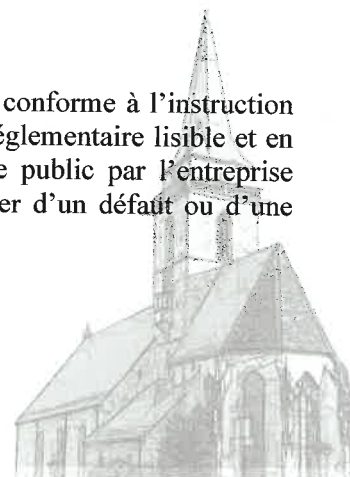 conforme à l'instruction
églementaire lisible et en
e public par l'entreprise
er d'un défaut ou d'une